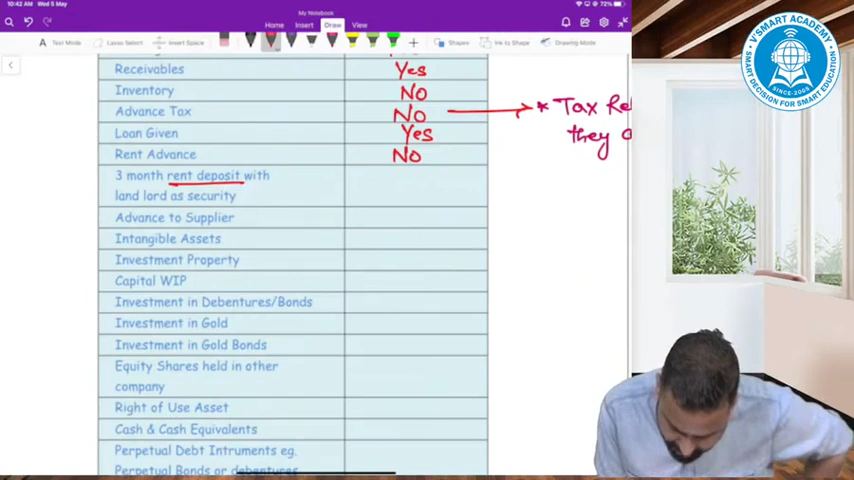 10:42 AM Wed 5 May
72%
My Notebook
Home Insert Draw View
Text Mode Lasso Select Insert Space Shapes Ink to Shape Drawing Mode
Receivables Yes
Inventory NO
Advance Tax NO → * Tax Re
Loan Given Yes they
Rent Advance No
3 month rent deposit with
land lord as security
Advance to Supplier
Intangible Assets
Investment Property
Capital WIP
Investment in Debentures/Bonds
Investment in Gold
Investment in Gold Bonds
Equity Shares held in other
company
Right of Use Asset
Cash & Cash Equivalents
Perpetual Debt Intruments eg.
Perpetual Bonds or debentures
V'SMART ACADEMY
SINCE-2005
SMART DECISION FOR SMART EDUCATION